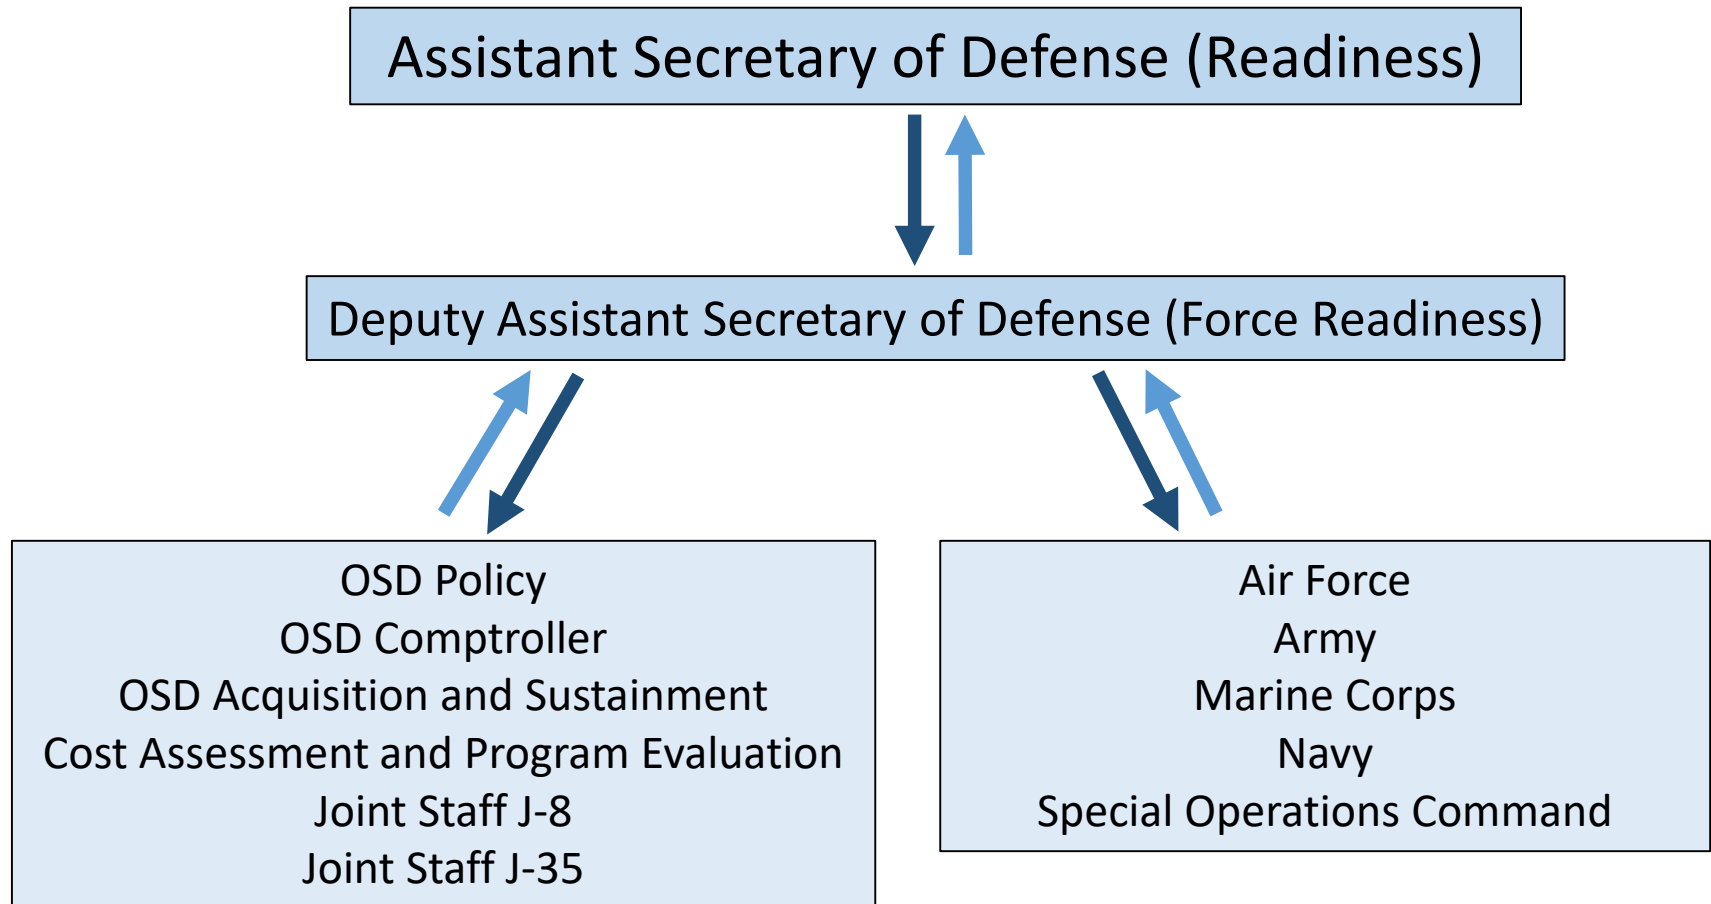 Assistant Secretary of Defense (Readiness)
Deputy Assistant Secretary of Defense (Force Readiness)
OSD Policy
OSD Comptroller
OSD Acquisition and Sustainment
Cost Assessment and Program Evaluation
Joint Staff J-8
Joint Staff J-35
Air Force
Army
Marine Corps
Navy
Special Operations Command